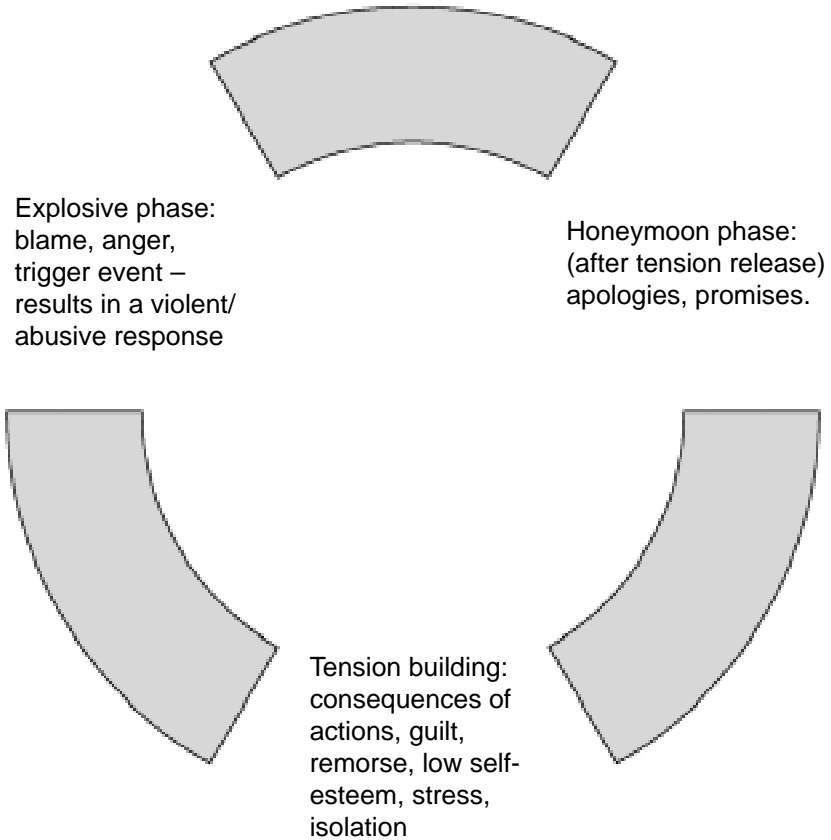 Explosive phase:
blame, anger,
trigger event –
results in a violent/
abusive response
Honeymoon phase:
(after tension release)
apologies, promises.
Tension building:
consequences of
actions, guilt,
remorse, low self-
esteem, stress,
isolation